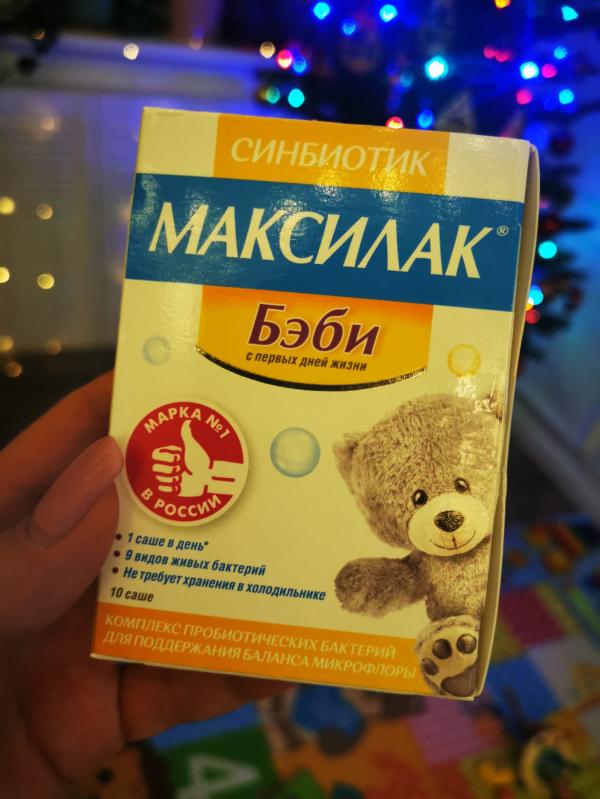 СИНБИОТИК
МАКСИЛАК®
Бэби
с первых дней жизни
МАРКА №1
В РОССИИ
• 1 саше в день*
• 9 видов живых бактерий
• Не требует хранения в холодильнике
10 саше
КОМПЛЕКС ПРОБИОТИЧЕСКИХ БАКТЕРИЙ
ДЛЯ ПОДДЕРЖАНИЯ БАЛАНСА МИКРОФЛОРЫ
4